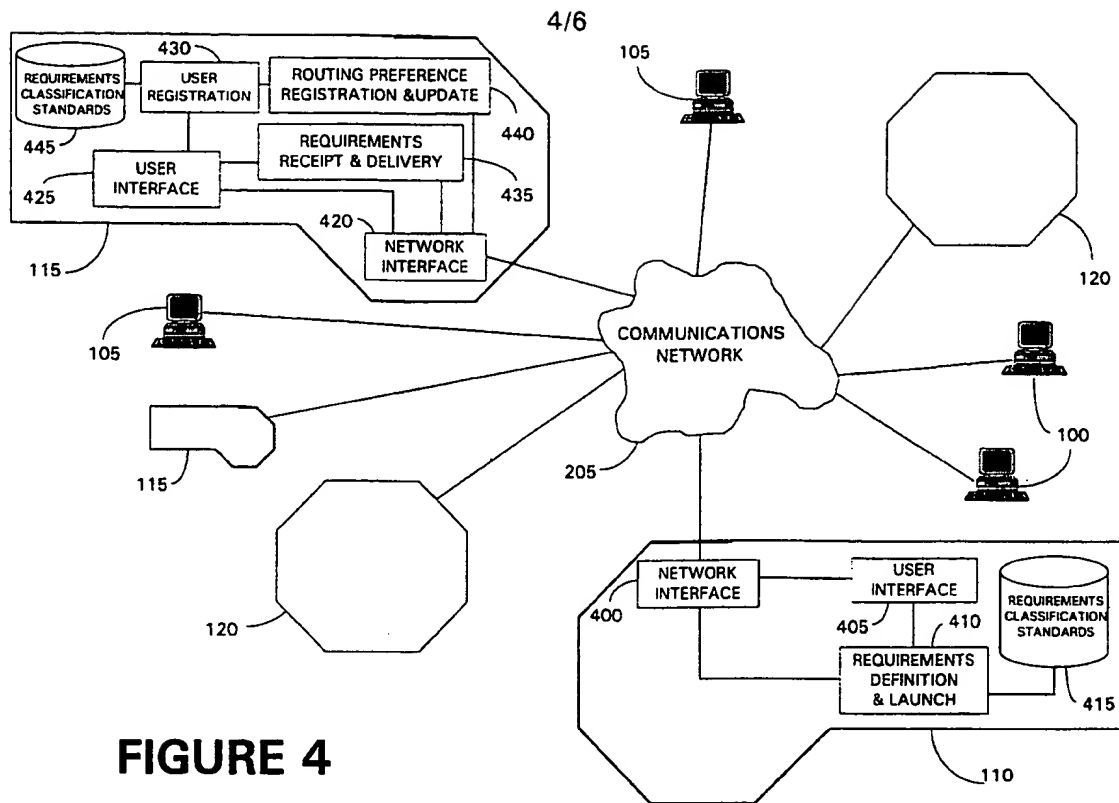 4/6
430
105
REQUIREMENTS
CLASSIFICATION
STANDARDS
USER
REGISTRATION
ROUTING PREFERENCE
REGISTRATION &UPDATE
445
440
REQUIREMENTS
RECEIPT & DELIVERY
425
USER
INTERFACE
435
420
NETWORK
INTERFACE
115
120
105
COMMUNICATIONS
NETWORK
100
115
205
NETWORK
INTERFACE
400
USER
INTERFACE
405
410
REQUIREMENTS
CLASSIFICATION
STANDARDS
120
REQUIREMENTS
DEFINITION
& LAUNCH
415
FIGURE 4
110